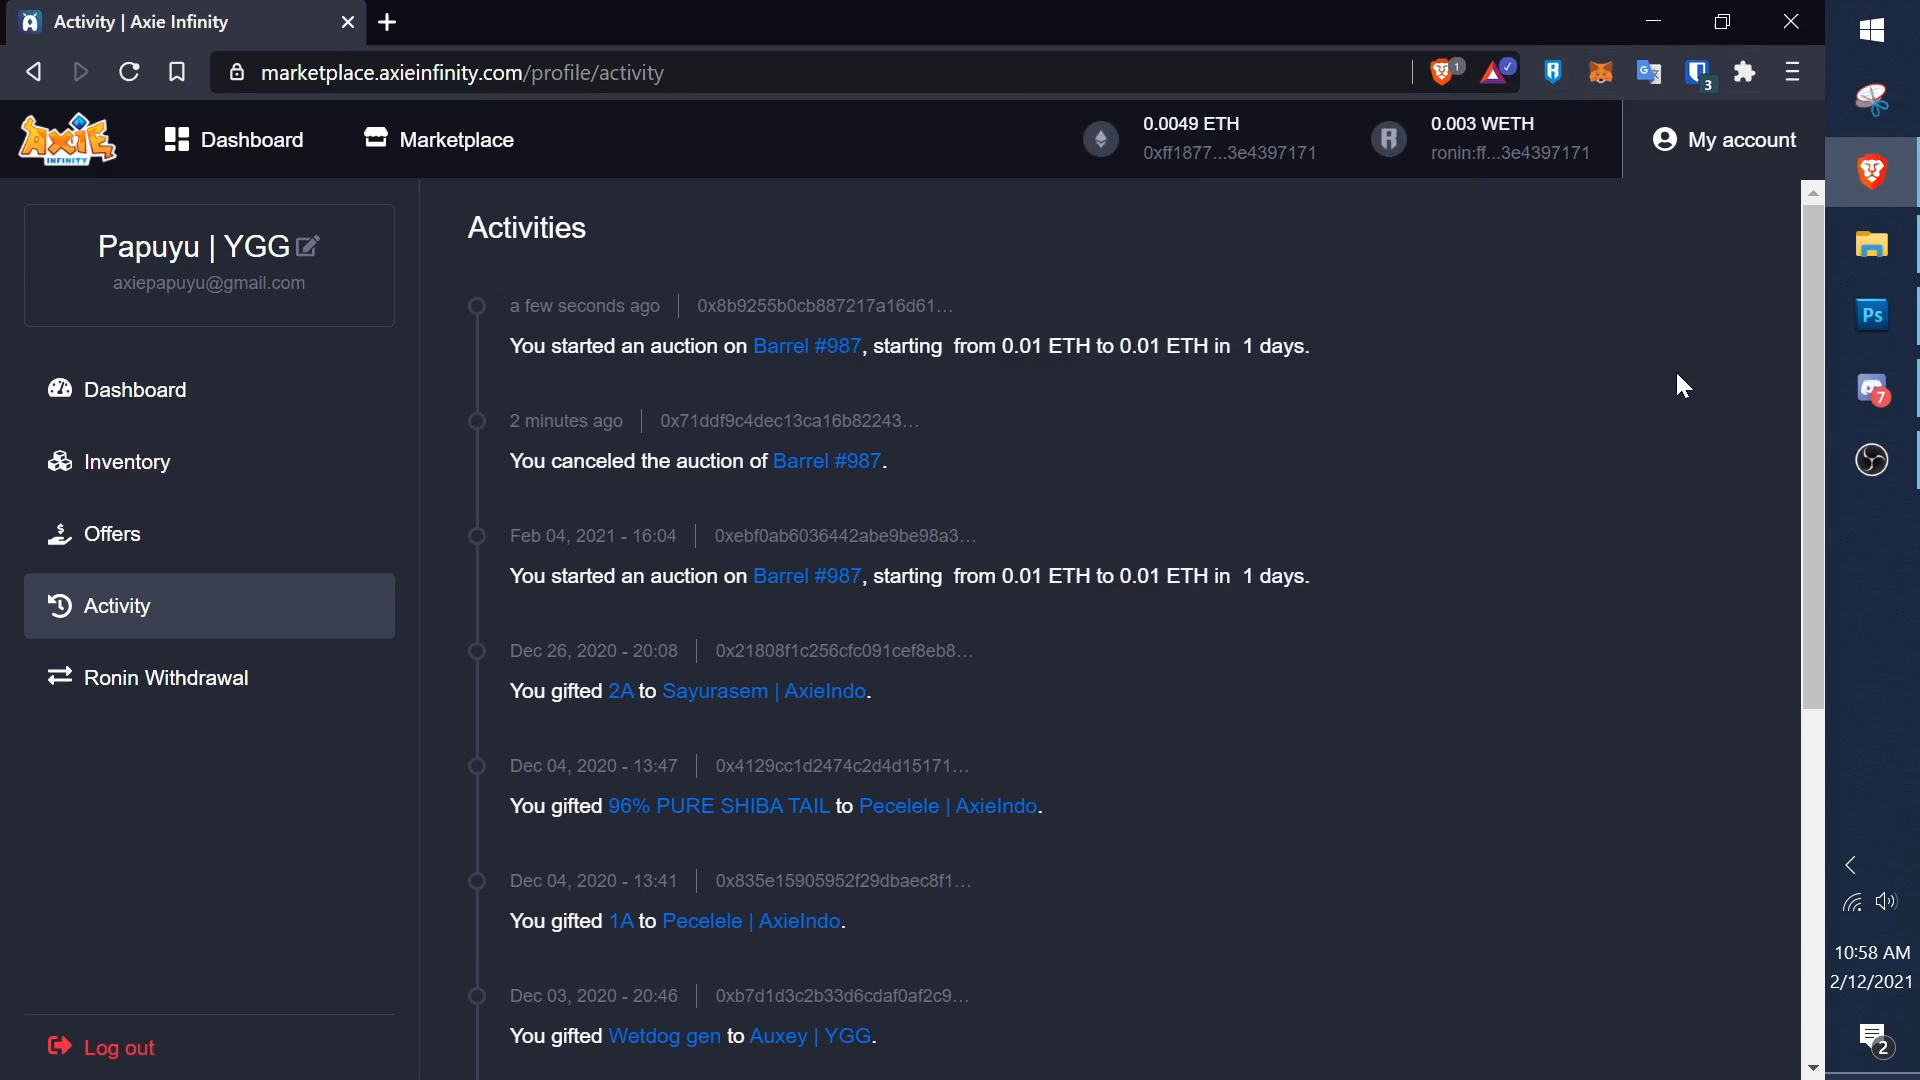 Activity | Axie Infinity
marketplace.axieinfinity.com/profile/activity
1
3
AXIE
INFINITY
Dashboard
Marketplace
0.0049 ETH
0xff1877...3e4397171
0.003 WETH
ronin:ff...3e4397171
My account
Papuyu | YGG
axiepapuyu@gmail.com
Dashboard
Inventory
Offers
Activity
Ronin Withdrawal
Log out
Activities
a few seconds ago | 0x8b9255b0cb887217a16d61...
You started an auction on Barrel #987, starting from 0.01 ETH to 0.01 ETH in 1 days.
2 minutes ago | 0x71ddf9c4dec13ca16b82243...
You canceled the auction of Barrel #987.
Feb 04, 2021 - 16:04 | 0xebf0ab6036442abe9be98a3...
You started an auction on Barrel #987, starting from 0.01 ETH to 0.01 ETH in 1 days.
Dec 26, 2020 - 20:08 | 0x21808f1c256cfc091cef8eb8...
You gifted 2A to Sayurasem | AxieIndo.
Dec 04, 2020 - 13:47 | 0x4129cc1d2474c2d4d15171...
You gifted 96% PURE SHIBA TAIL to Pecelele | AxieIndo.
Dec 04, 2020 - 13:41 | 0x835e15905952f29dbaec8f1...
You gifted 1A to Pecelele | AxieIndo.
Dec 03, 2020 - 20:46 | 0xb7d1d3c2b33d6cdaf0af2c9...
You gifted Wetdog gen to Auxey | YGG.
Ps
7
10:58 AM
2/12/2021
2